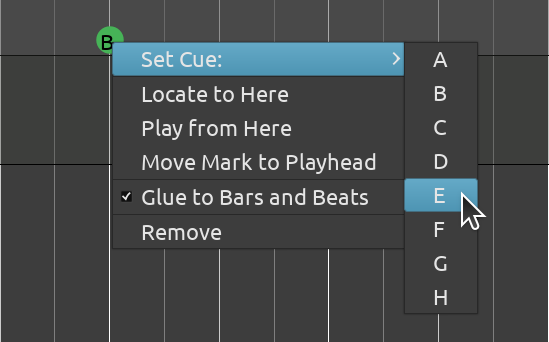 B
Set Cue:
Locate to Here
Play from Here
Move Mark to Playhead
Glue to Bars and Beats
Remove
A
B
C
D
E
F
G
H